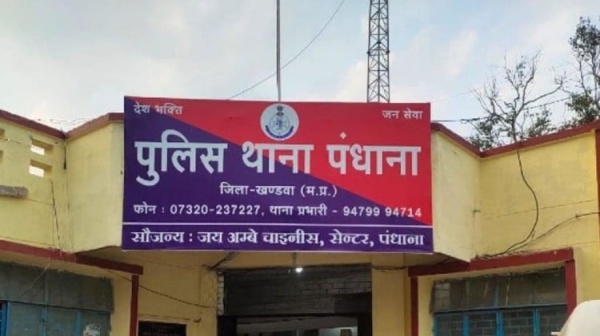 देश भक्ति जन सेवा
पुलिस थाना पंधाना
जिला-खण्डवा (म.प्र.)
फोन : 07320-237227, थाना प्रभारी - 94799 94714
सौजन्य : जय अम्बे चाइनीस, सेन्टर, पंधाना